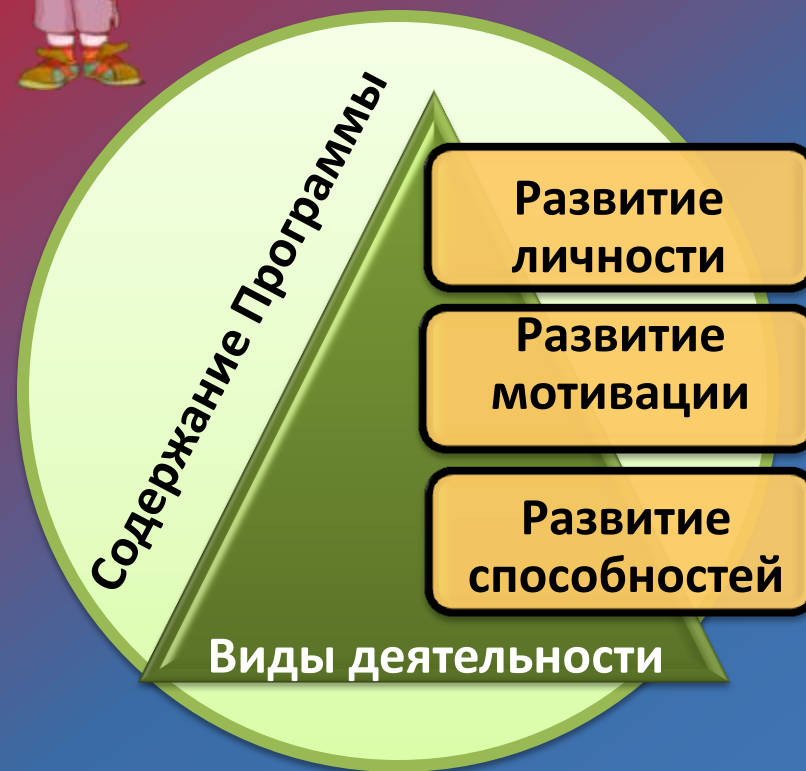 Содержание Программы
Развитие
личности
Развитие
мотивации
Развитие
способностей
Виды деятельности